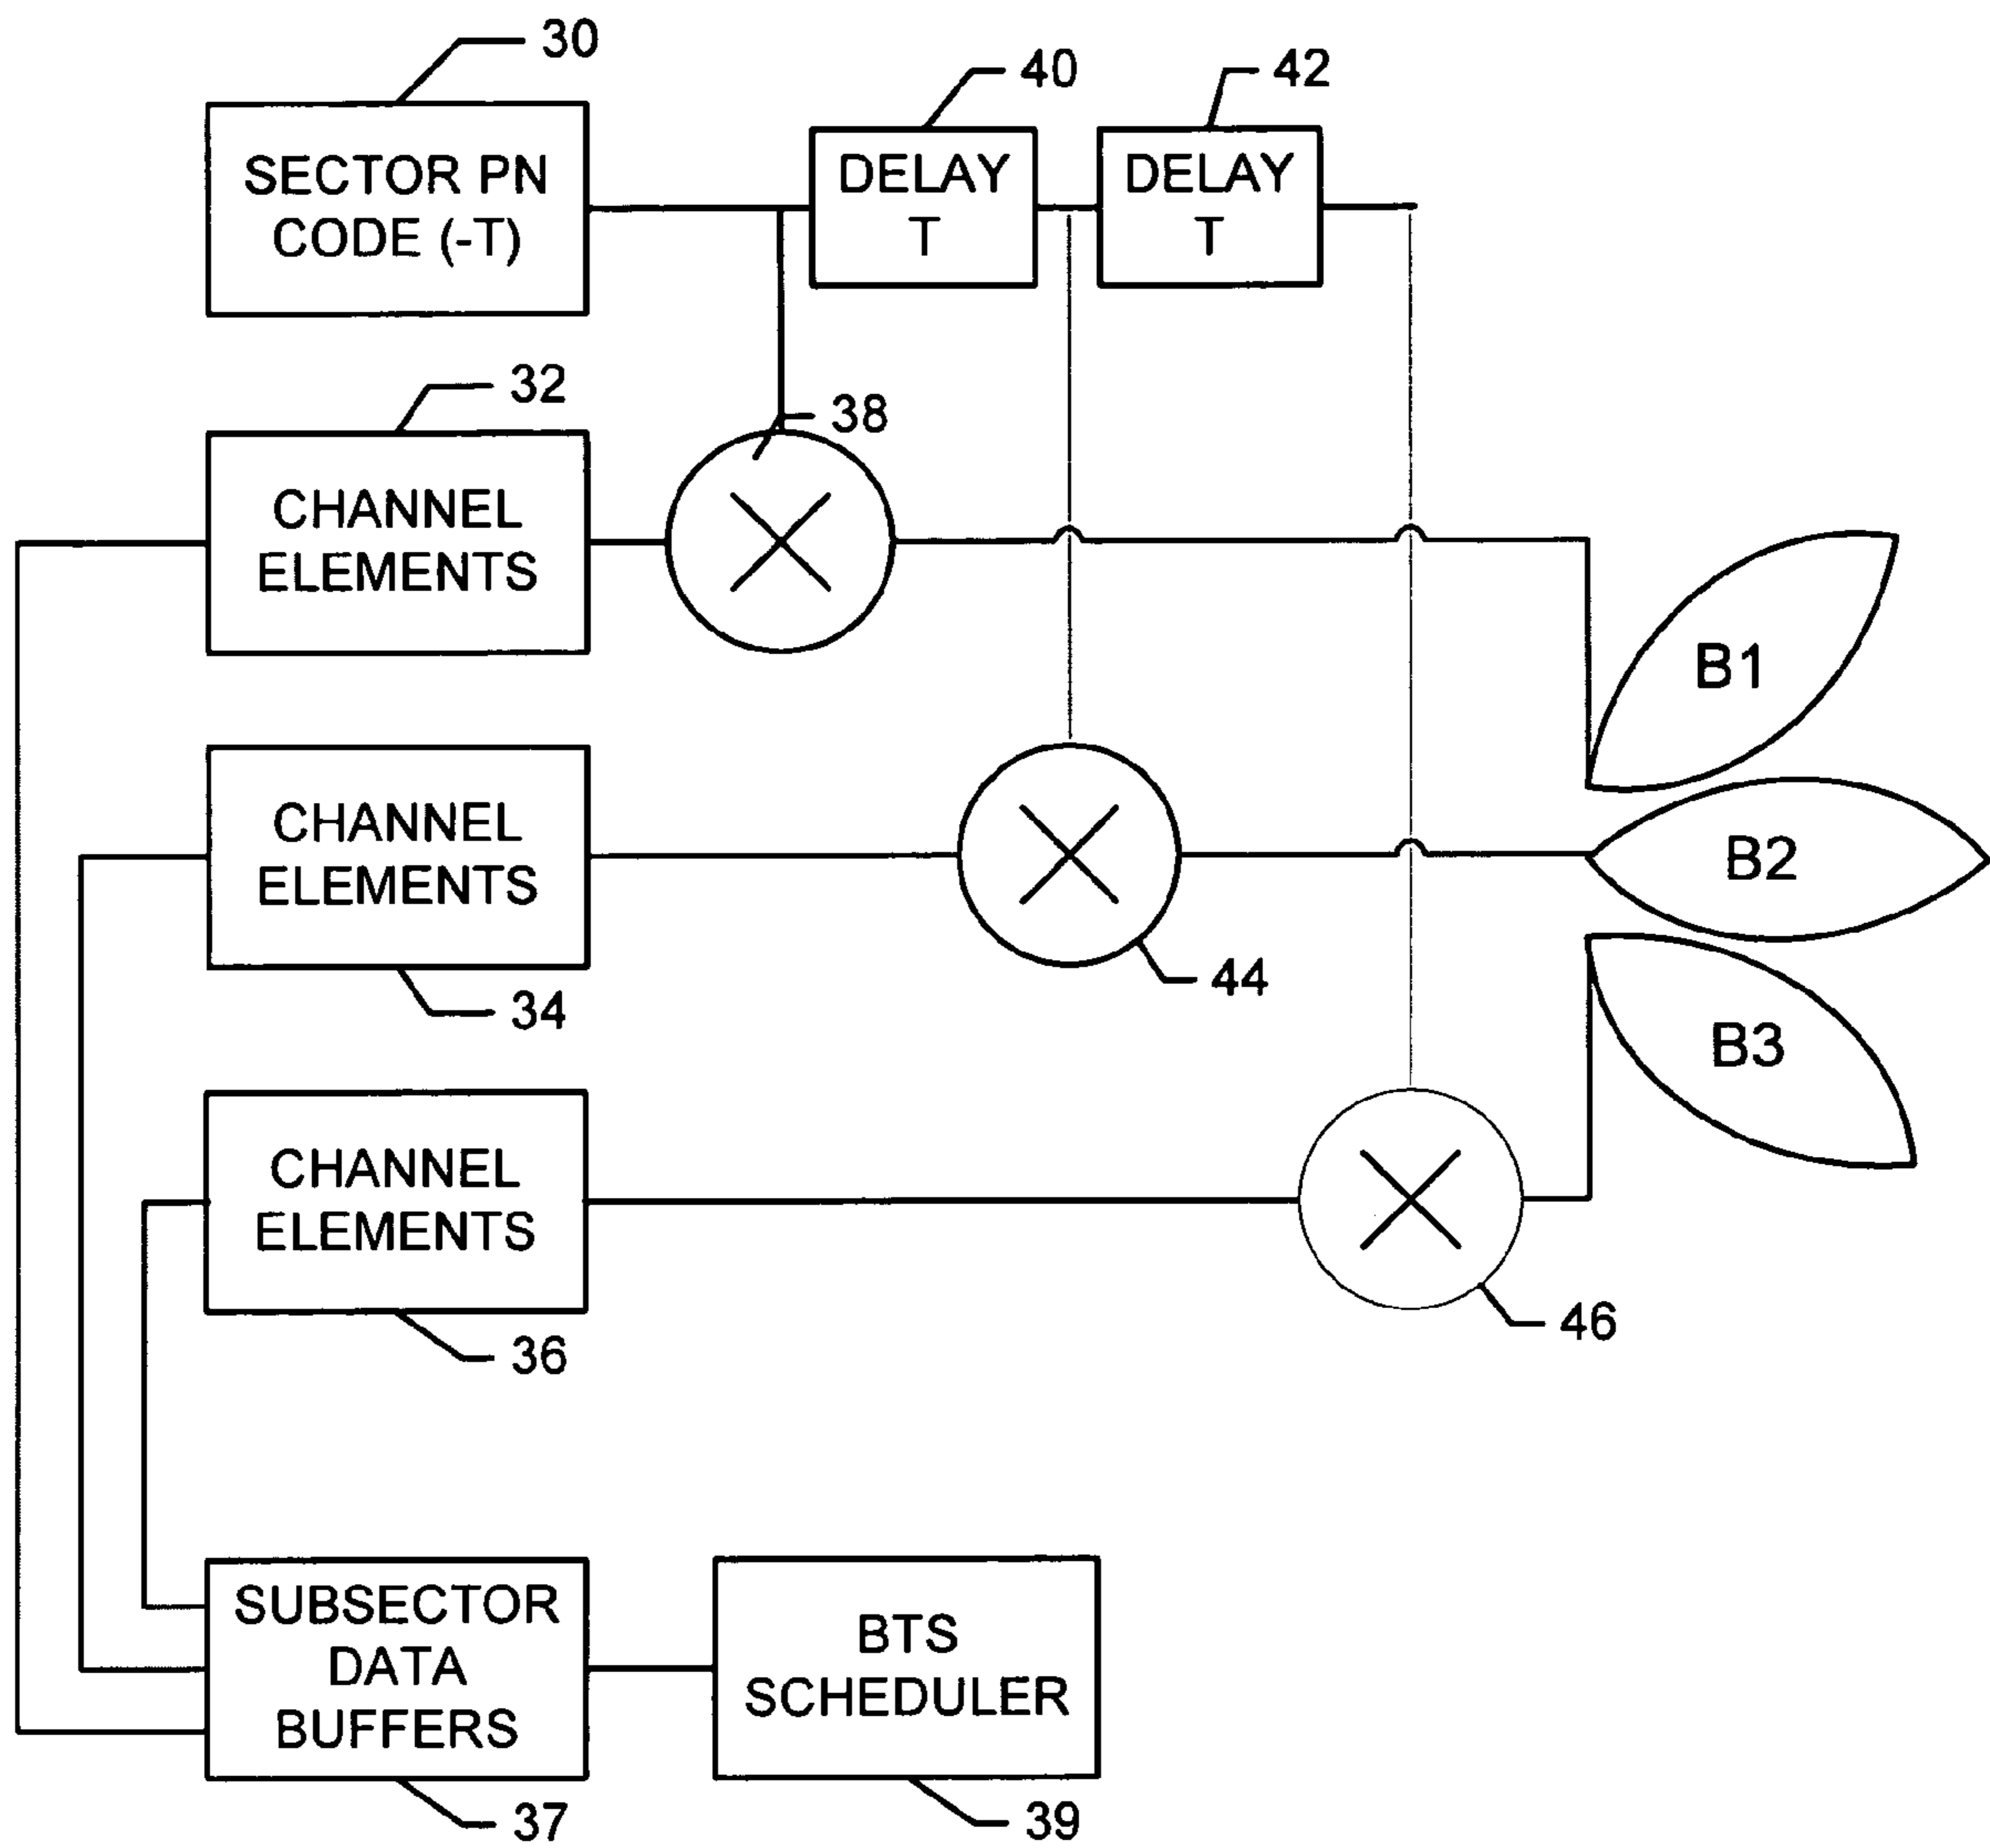 30
40
42
SECTOR PN
CODE (-T)
DELAY
T
DELAY
T
32
38
CHANNEL
ELEMENTS
B1
CHANNEL
ELEMENTS
B2
34
44
B3
CHANNEL
ELEMENTS
36
46
SUBSECTOR
DATA
BUFFERS
BTS
SCHEDULER
37
39